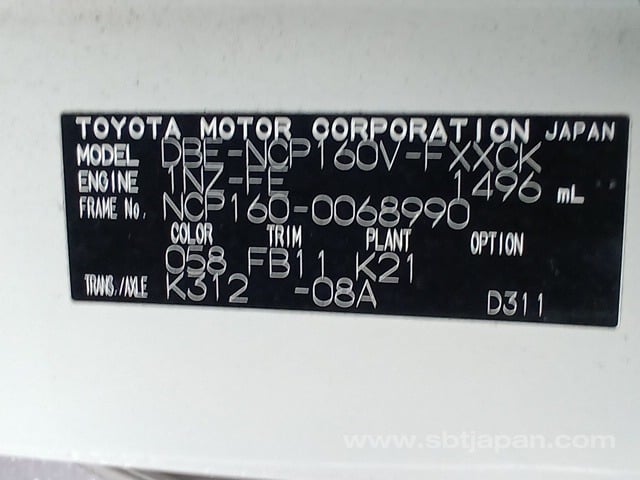 TOYOTA MOTOR CORPORATION JAPAN
MODEL DBE-NCP160V-FXXCK
ENGINE 1NZ-FE 1496 mL
FRAME No. NCP160-0068990
COLOR TRIM PLANT OPTION
058 FB11 K21
TRANS./AXLE K312 -08A D311
www.sbtjapan.com